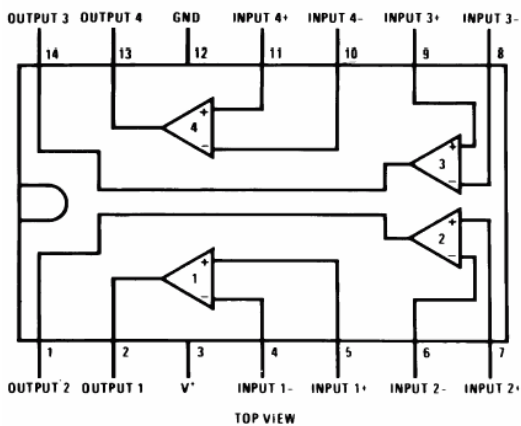 OUTPUT 3 OUTPUT 4 GND INPUT 4+ INPUT 4- INPUT 3+ INPUT 3-
14 13 12 11 10 9 8
+
4
-
+
3
-
+
2
-
+
1
-
1 2 3 4 5 6 7
OUTPUT 2 OUTPUT 1 V+ INPUT 1- INPUT 1+ INPUT 2- INPUT 2+
TOP VIEW